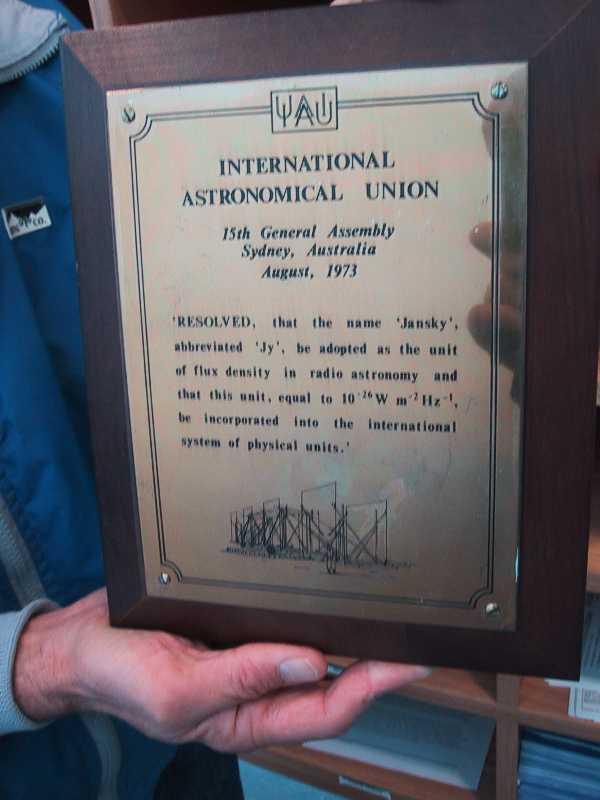 IAU
INTERNATIONAL
ASTRONOMICAL UNION
15th General Assembly
Sydney, Australia
August, 1973
'RESOLVED, that the name 'Jansky',
abbreviated 'Jy', be adopted as the unit
of flux density in radio astronomy and
that this unit, equal to 10⁻²⁶ W m⁻² Hz⁻¹,
be incorporated into the international
system of physical units.'